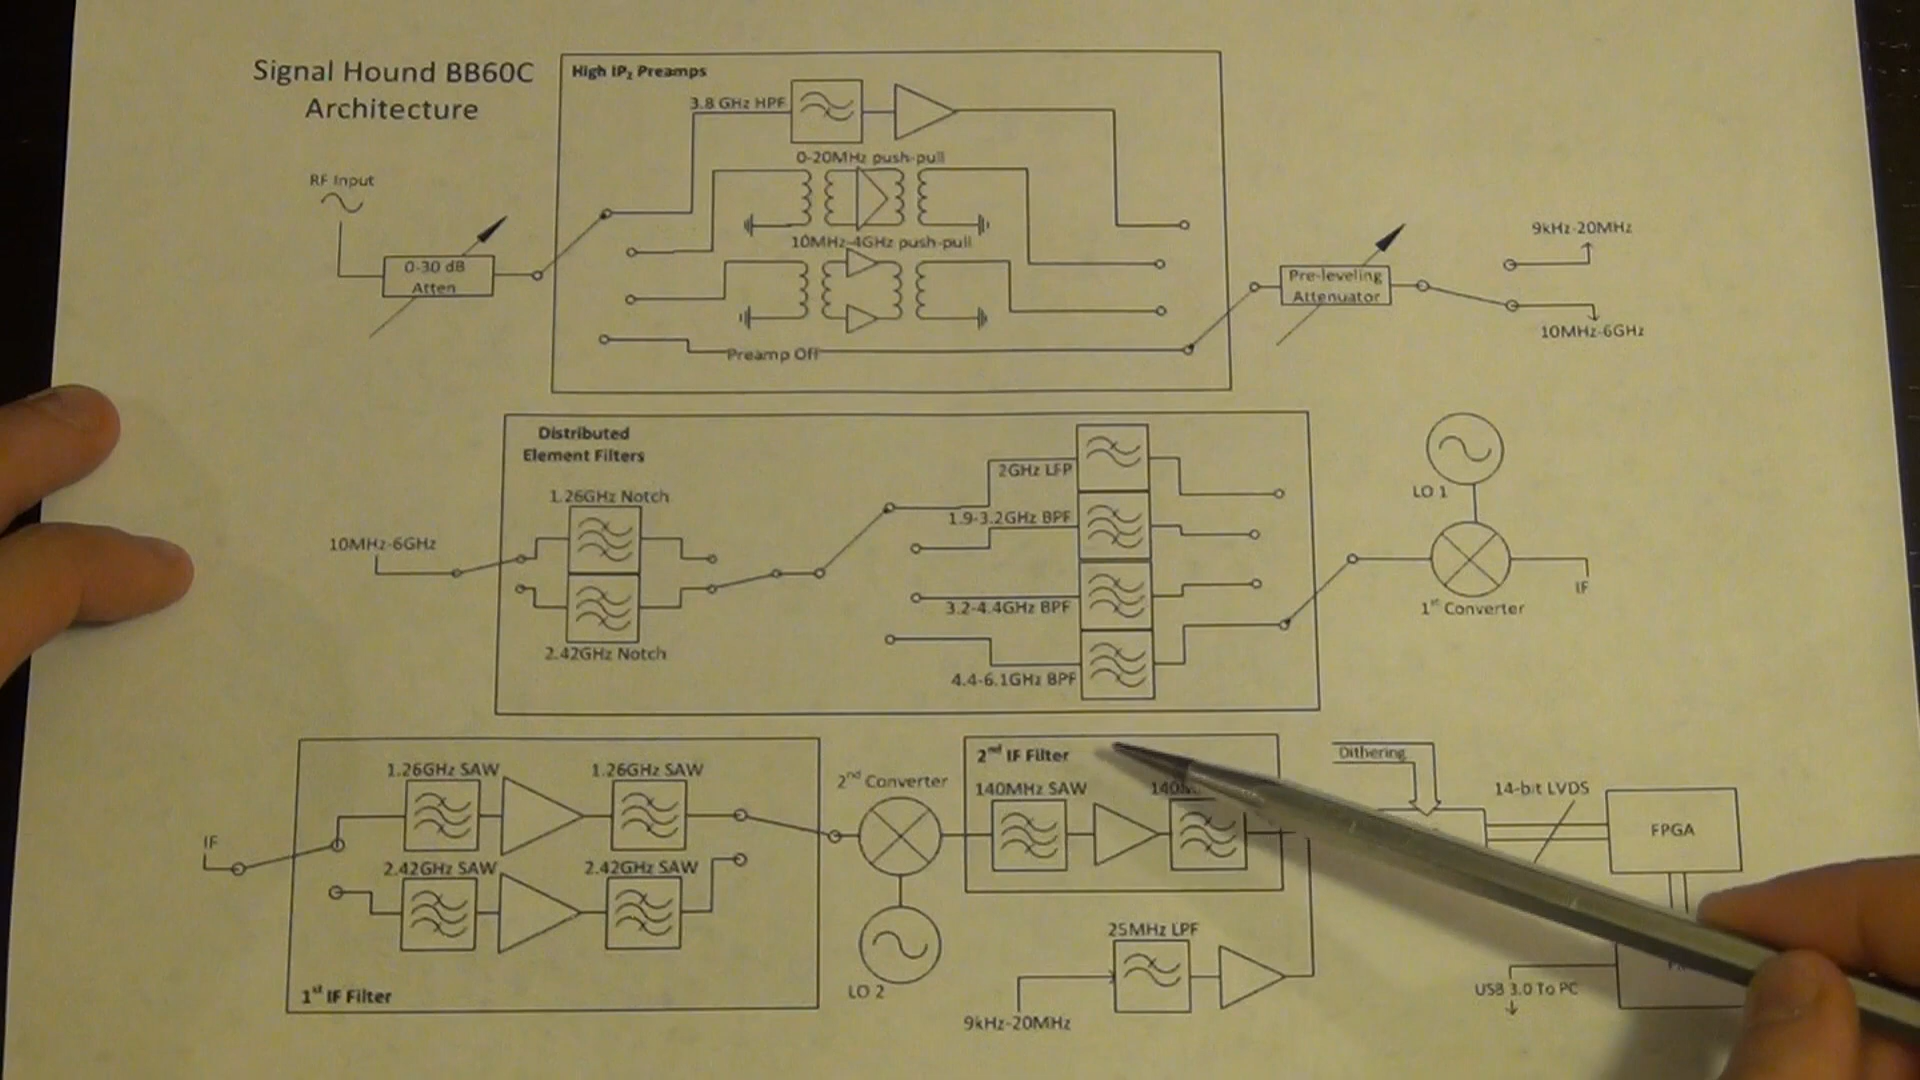 Signal Hound BB60C
Architecture
High IP₂ Preamps
3.8 GHz HPF
0-20MHz push-pull
10MHz-4GHz push-pull
Preamp Off
RF Input
0-30 dB
Atten
Pre-leveling
Attenuator
9kHz-20MHz
10MHz-6GHz
Distributed
Element Filters
1.26GHz Notch
2.42GHz Notch
10MHz-6GHz
2GHz LFP
1.9-3.2GHz BPF
3.2-4.4GHz BPF
4.4-6.1GHz BPF
LO 1
1st Converter
IF
IF
1.26GHz SAW
1.26GHz SAW
2.42GHz SAW
2.42GHz SAW
1st IF Filter
2nd Converter
LO 2
2nd IF Filter
140MHz SAW
25MHz LPF
9kHz-20MHz
Dithering
14-bit LVDS
FPGA
USB 3.0 To PC